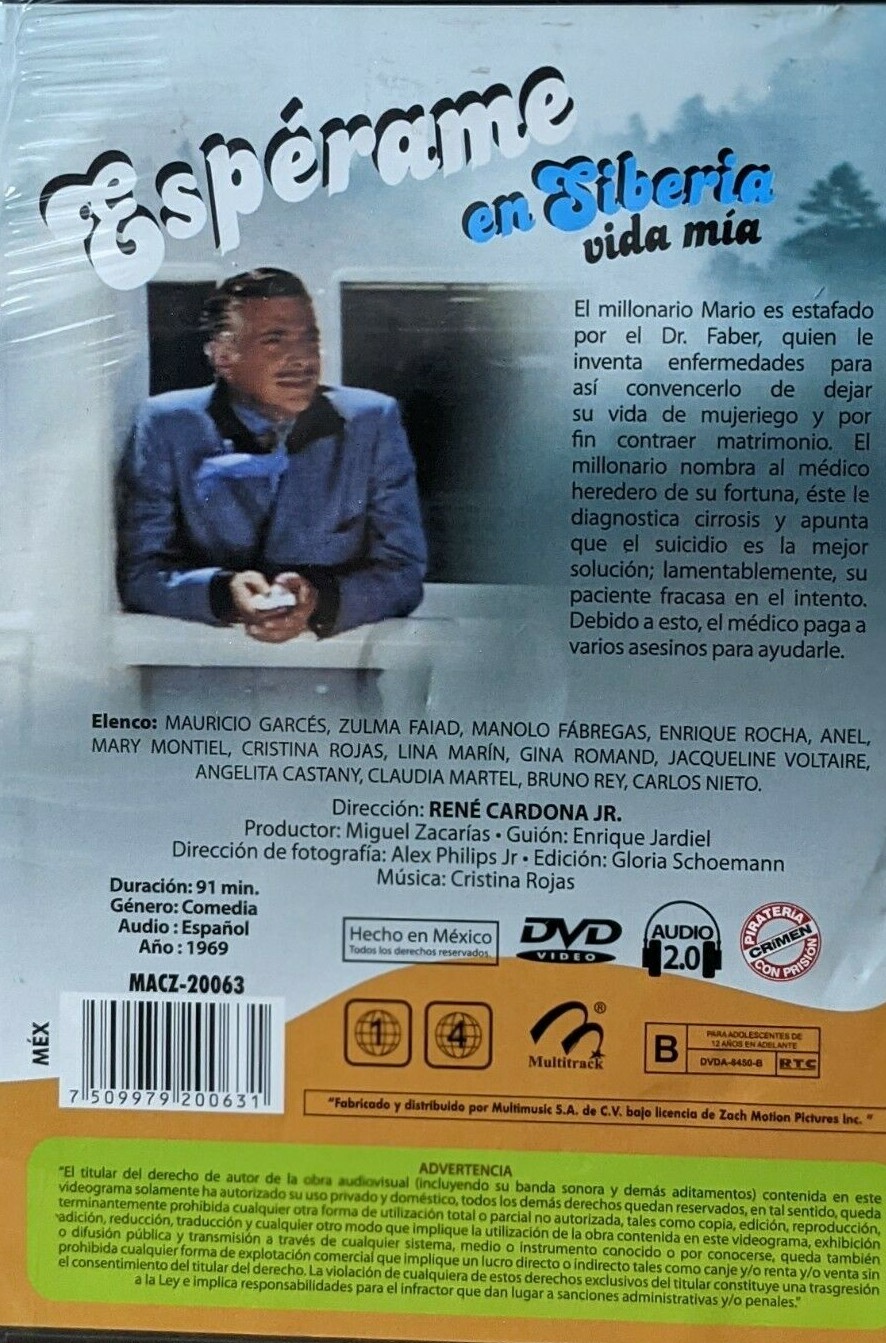 Espérame
en Siberia
vida mía
El millonario Mario es estafado
por el Dr. Faber, quien le
inventa enfermedades para
así convencerlo de dejar
su vida de mujeriego y por
fin contraer matrimonio. El
millonario nombra al médico
heredero de su fortuna, éste le
diagnostica cirrosis y apunta
que el suicidio es la mejor
solución; lamentablemente, su
paciente fracasa en el intento.
Debido a esto, el médico paga a
varios asesinos para ayudarle.
Elenco: MAURICIO GARCÉS, ZULMA FAIAD, MANOLO FÁBREGAS, ENRIQUE ROCHA, ANEL,
MARY MONTIEL, CRISTINA ROJAS, LINA MARÍN, GINA ROMAND, JACQUELINE VOLTAIRE,
ANGELITA CASTANY, CLAUDIA MARTEL, BRUNO REY, CARLOS NIETO.
Dirección: RENÉ CARDONA JR.
Productor: Miguel Zacarías • Guión: Enrique Jardiel
Dirección de fotografía: Alex Philips Jr • Edición: Gloria Schoemann
Música: Cristina Rojas
Duración: 91 min.
Género: Comedia
Audio : Español
Año : 1969
Hecho en México
Todos los derechos reservados.
DVD
VIDEO
AUDIO
2.0
PIRATERIA
CRiMEN
CON PRISIÓN
MACZ-20063
MÉX
7 509979 200631
1
4
®
Multitrack
B
PARA ADOLESCENTES DE
12 AÑOS EN ADELANTE
DVDA-6450-B
RTC
"Fabricado y distribuido por Multimusic S.A. de C.V. bajo licencia de Zach Motion Pictures Inc. "
ADVERTENCIA
"El titular del derecho de autor de la obra audiovisual (incluyendo su banda sonora y demás aditamentos) contenida en este
videograma solamente ha autorizado su uso privado y doméstico, todos los demás derechos quedan reservados, en tal sentido, queda
terminantemente prohibida cualquier otra forma de utilización total o parcial no autorizada, tales como copia, edición, reproducción,
adición, reducción, traducción y cualquier otro modo que implique la utilización de la obra contenida en este videograma, exhibición
o difusión pública y transmisión a través de cualquier sistema, medio o instrumento conocido o por conocerse, queda también
prohibida cualquier forma de explotación comercial que implique un lucro directo o indirecto tales como canje y/o renta y/o venta sin
el consentimiento del titular del derecho. La violación de cualquiera de estos derechos exclusivos del titular constituye una trasgresión
a la Ley e implica responsabilidades para el infractor que dan lugar a sanciones administrativas y/o penales."